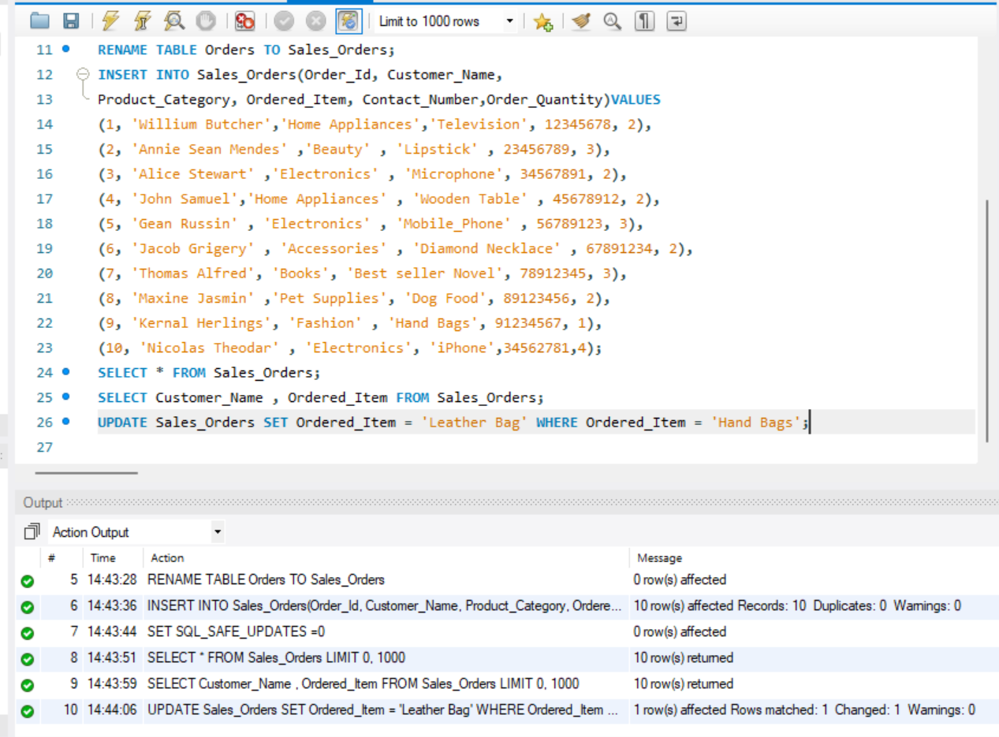 Limit to 1000 rows
11 RENAME TABLE Orders TO Sales_Orders;
12 INSERT INTO Sales_Orders(Order_Id, Customer_Name,
13 Product_Category, Ordered_Item, Contact_Number,Order_Quantity)VALUES
14 (1, 'Willium Butcher','Home Appliances','Television', 12345678, 2),
15 (2, 'Annie Sean Mendes' ,'Beauty' , 'Lipstick' , 23456789, 3),
16 (3, 'Alice Stewart' ,'Electronics' , 'Microphone', 34567891, 2),
17 (4, 'John Samuel','Home Appliances' , 'Wooden Table' , 45678912, 2),
18 (5, 'Gean Russin' , 'Electronics' , 'Mobile_Phone' , 56789123, 3),
19 (6, 'Jacob Grigery' , 'Accessories' , 'Diamond Necklace' , 67891234, 2),
20 (7, 'Thomas Alfred', 'Books', 'Best seller Novel', 78912345, 3),
21 (8, 'Maxine Jasmin' ,'Pet Supplies', 'Dog Food', 89123456, 2),
22 (9, 'Kernal Herlings', 'Fashion' , 'Hand Bags', 91234567, 1),
23 (10, 'Nicolas Theodar' , 'Electronics', 'iPhone',34562781,4);
24 SELECT * FROM Sales_Orders;
25 SELECT Customer_Name , Ordered_Item FROM Sales_Orders;
26 UPDATE Sales_Orders SET Ordered_Item = 'Leather Bag' WHERE Ordered_Item = 'Hand Bags';
27
Output
Action Output
# Time Action Message
5 14:43:28 RENAME TABLE Orders TO Sales_Orders 0 row(s) affected
6 14:43:36 INSERT INTO Sales_Orders(Order_Id, Customer_Name, Product_Category, Ordere... 10 row(s) affected Records: 10 Duplicates: 0 Warnings: 0
7 14:43:44 SET SQL_SAFE_UPDATES =0 0 row(s) affected
8 14:43:51 SELECT * FROM Sales_Orders LIMIT 0, 1000 10 row(s) returned
9 14:43:59 SELECT Customer_Name , Ordered_Item FROM Sales_Orders LIMIT 0, 1000 10 row(s) returned
10 14:44:06 UPDATE Sales_Orders SET Ordered_Item = 'Leather Bag' WHERE Ordered_Item ... 1 row(s) affected Rows matched: 1 Changed: 1 Warnings: 0